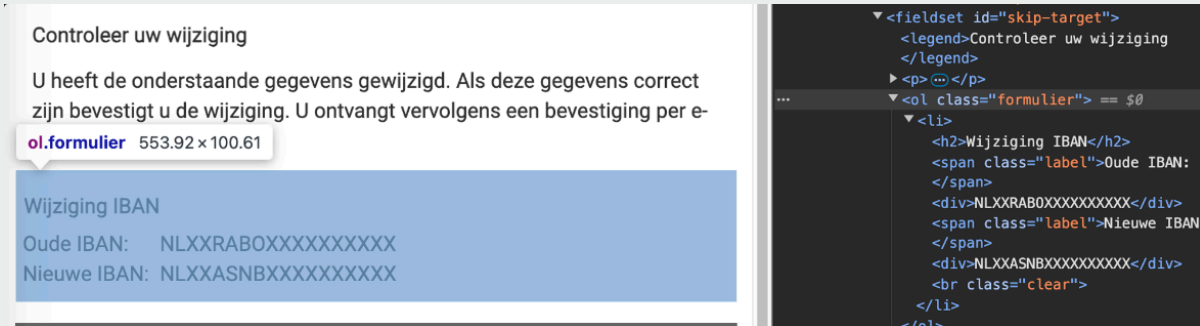 Controleer uw wijziging
U heeft de onderstaande gegevens gewijzigd. Als deze gegevens correct
zijn bevestigt u de wijziging. U ontvangt vervolgens een bevestiging per e-
ol.formulier 553.92×100.61
Wijziging IBAN
Oude IBAN: NLXXRABOXXXXXXXXXX
Nieuwe IBAN: NLXXASNBXXXXXXXXXX
▼<fieldset id="skip-target">
<legend>Controleer uw wijziging
</legend>
▶<p>…</p>
… ▼<ol class="formulier"> == $0
▼<li>
<h2>Wijziging IBAN</h2>
<span class="label">Oude IBAN:
</span>
<div>NLXXRABOXXXXXXXXXX</div>
<span class="label">Nieuwe IBAN
</span>
<div>NLXXASNBXXXXXXXXXX</div>
<br class="clear">
</li>
</ol>